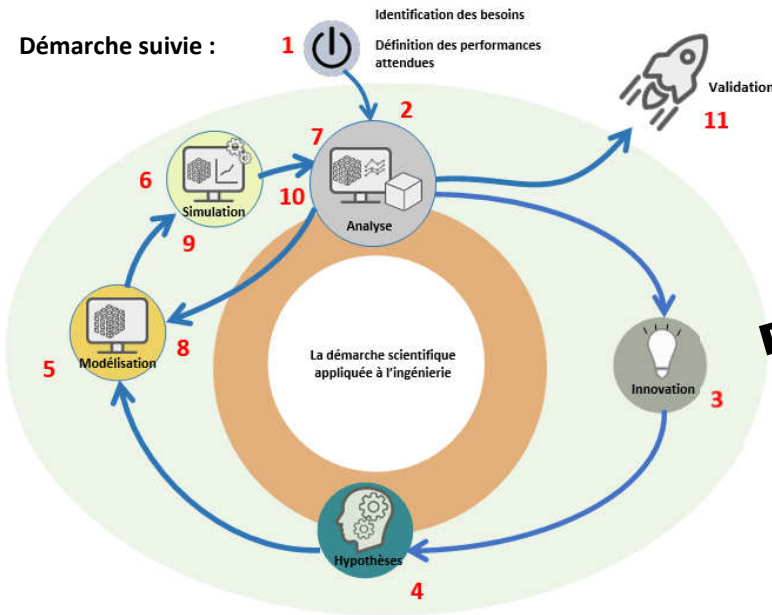 Identification des besoins
Démarche suivie :
1
Définition des performances
attendues
2
Validation
11
7
6
10
Simulation
Analyse
9
8
5
Modélisation
La démarche scientifique
appliquée à l'ingénierie
Innovation
3
Hypothèses
4